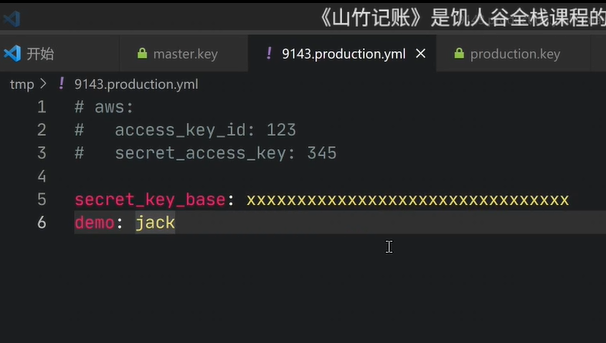 《山竹记账》是饥人谷全栈课程的
开始 master.key ! 9143.production.yml × production.key
tmp > ! 9143.production.yml
1 # aws:
2 #   access_key_id: 123
3 #   secret_access_key: 345
4
5 secret_key_base: xxxxxxxxxxxxxxxxxxxxxxxxxxxxxxxx
6 demo: jack